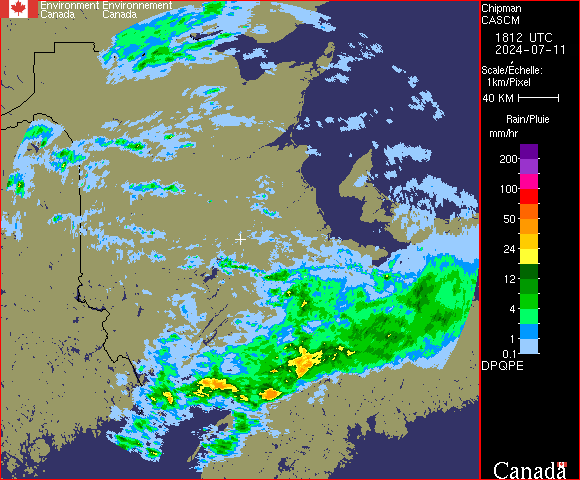 Environment Environnement
Canada Canada
Chipman
CASCM
1812 UTC
2024-07-11
Scale/Échelle:
1km/Pixel
40 KM
Rain/Pluie
mm/hr
200
100
50
24
12
4
1
0.1
DPQPE
Canada